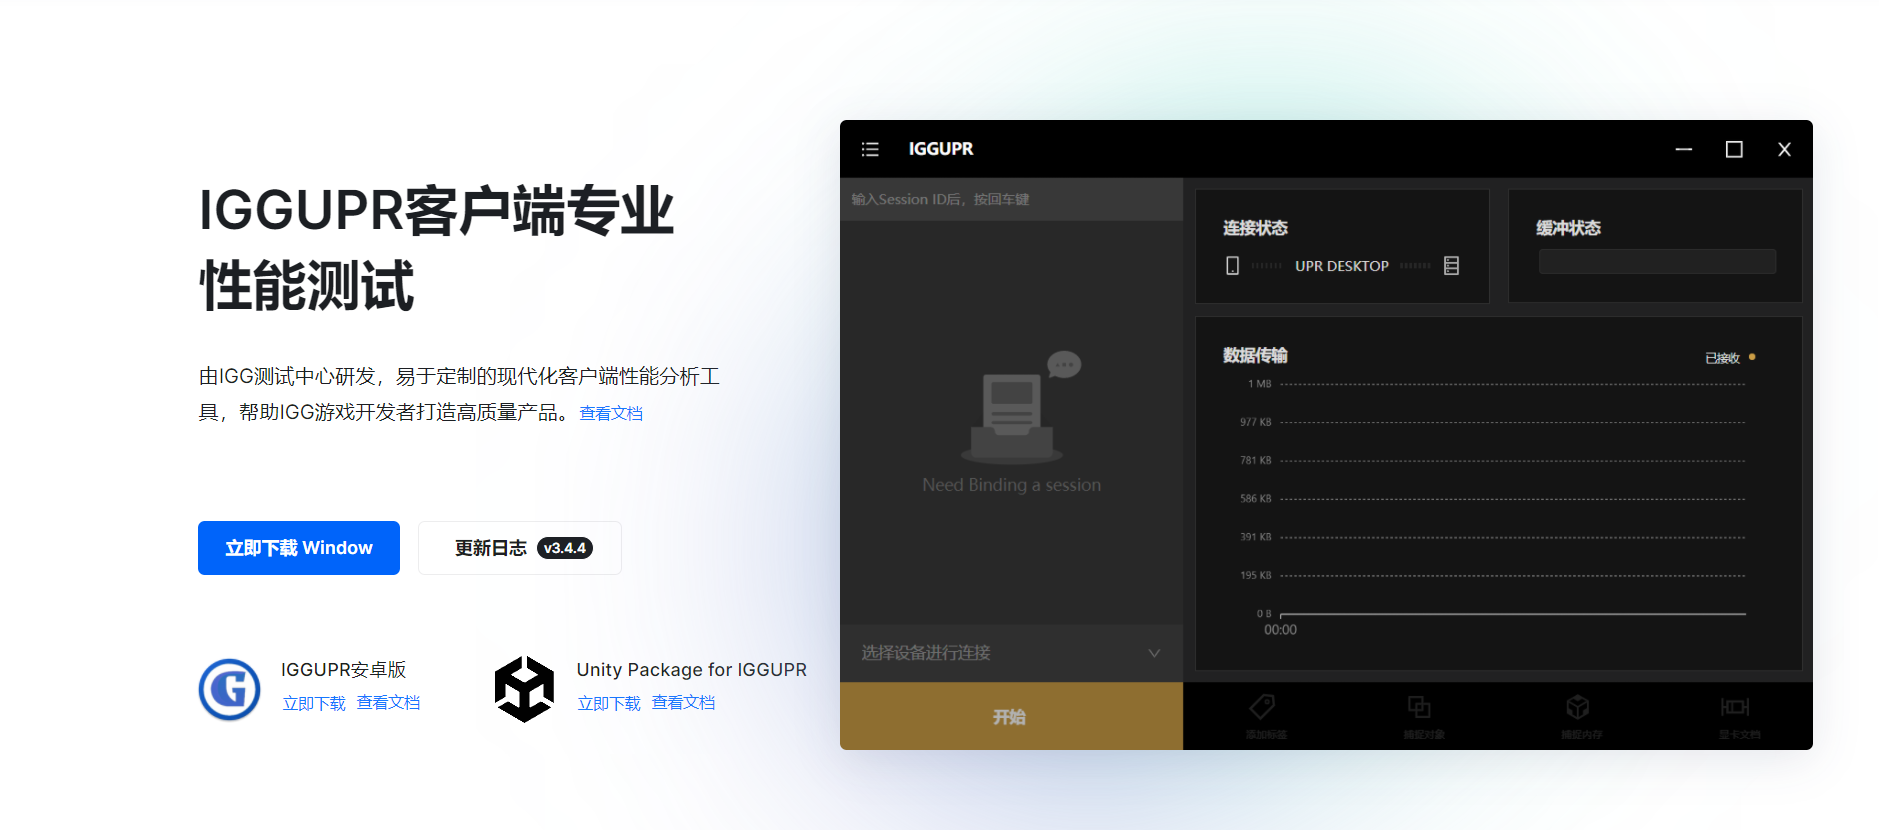 IGGUPR客户端专业
性能测试
由IGG测试中心研发，易于定制的现代化客户端性能分析工
具，帮助IGG游戏开发者打造高质量产品。查看文档
立即下载 Window
更新日志 v3.4.4
IGGUPR安卓版
立即下载 查看文档
Unity Package for IGGUPR
立即下载 查看文档
IGGUPR
输入Session ID后，按回车键
Need Binding a session
选择设备进行连接
开始
连接状态
UPR DESKTOP
缓冲状态
数据传输
已接收
1 MB
977 KB
781 KB
586 KB
391 KB
195 KB
0 B
00:00
添加标签
捕捉对象
捕捉内存
显卡文档